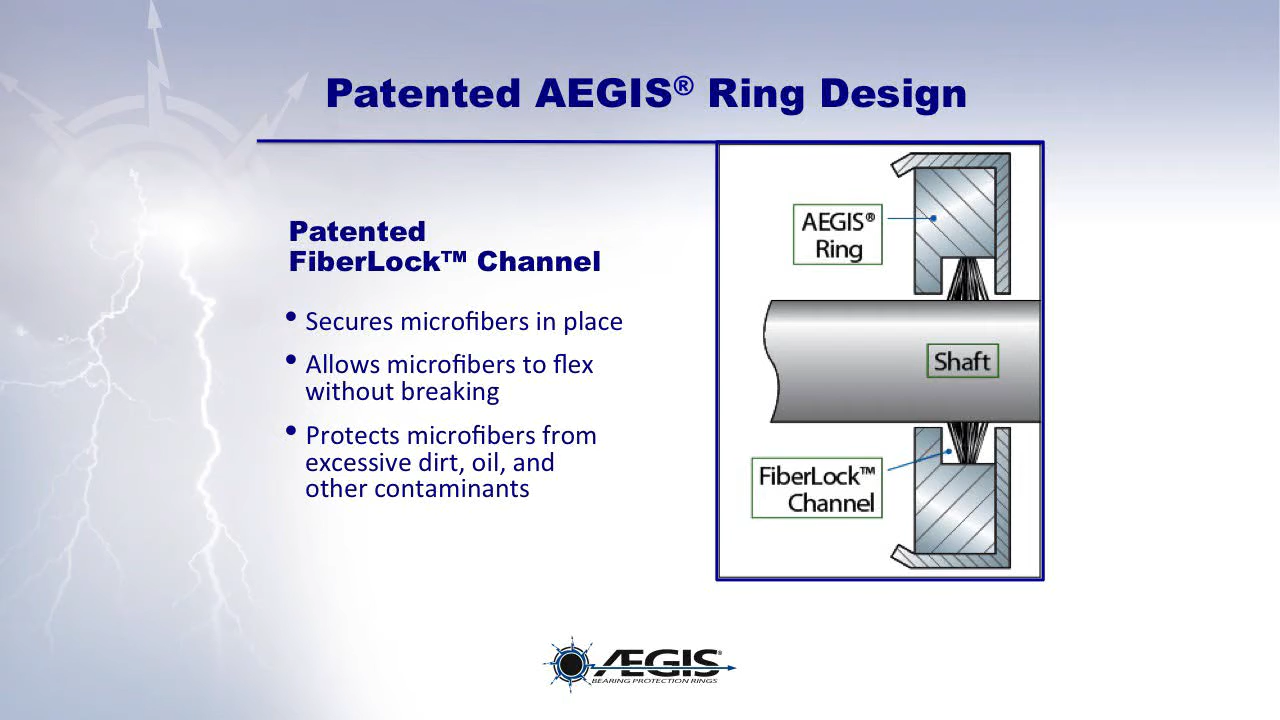 Patented AEGIS® Ring Design
Patented
FiberLock™ Channel
• Secures microfibers in place
• Allows microfibers to flex
without breaking
• Protects microfibers from
excessive dirt, oil, and
other contaminants
AEGIS®
Ring
Shaft
FiberLock™
Channel
ÆGIS®
BEARING PROTECTION RINGS